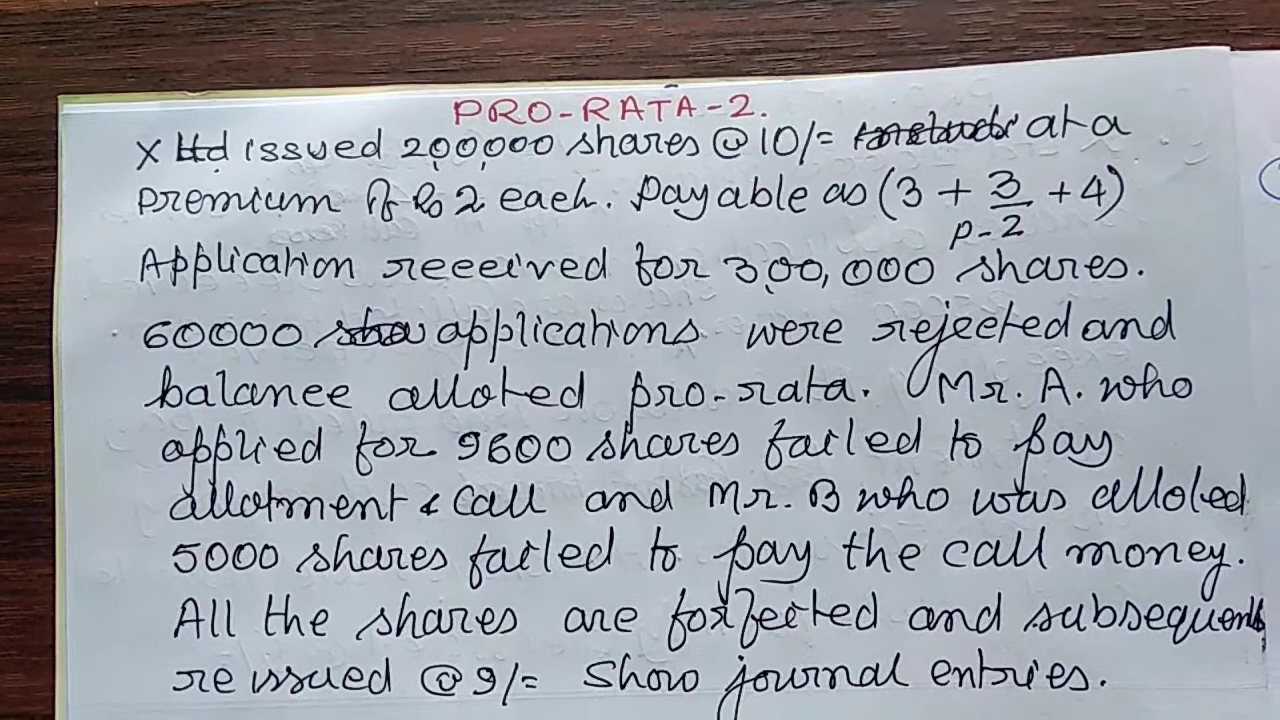 PRO-RATA-2.
X Ltd issued 200,000 shares @ 10/= at a
premium of Rs 2 each. Payable as (3 + 3 + 4)
P-2
Application received for 300,000 shares.
60000 applications were rejected and
balance alloted pro-rata. Mr. A. who
applied for 9600 shares failed to pay
allotment & call and Mr. B who was alloted
5000 shares failed to pay the call money.
All the shares are forfeited and subsequently
reissued @ 9/= Show journal entries.